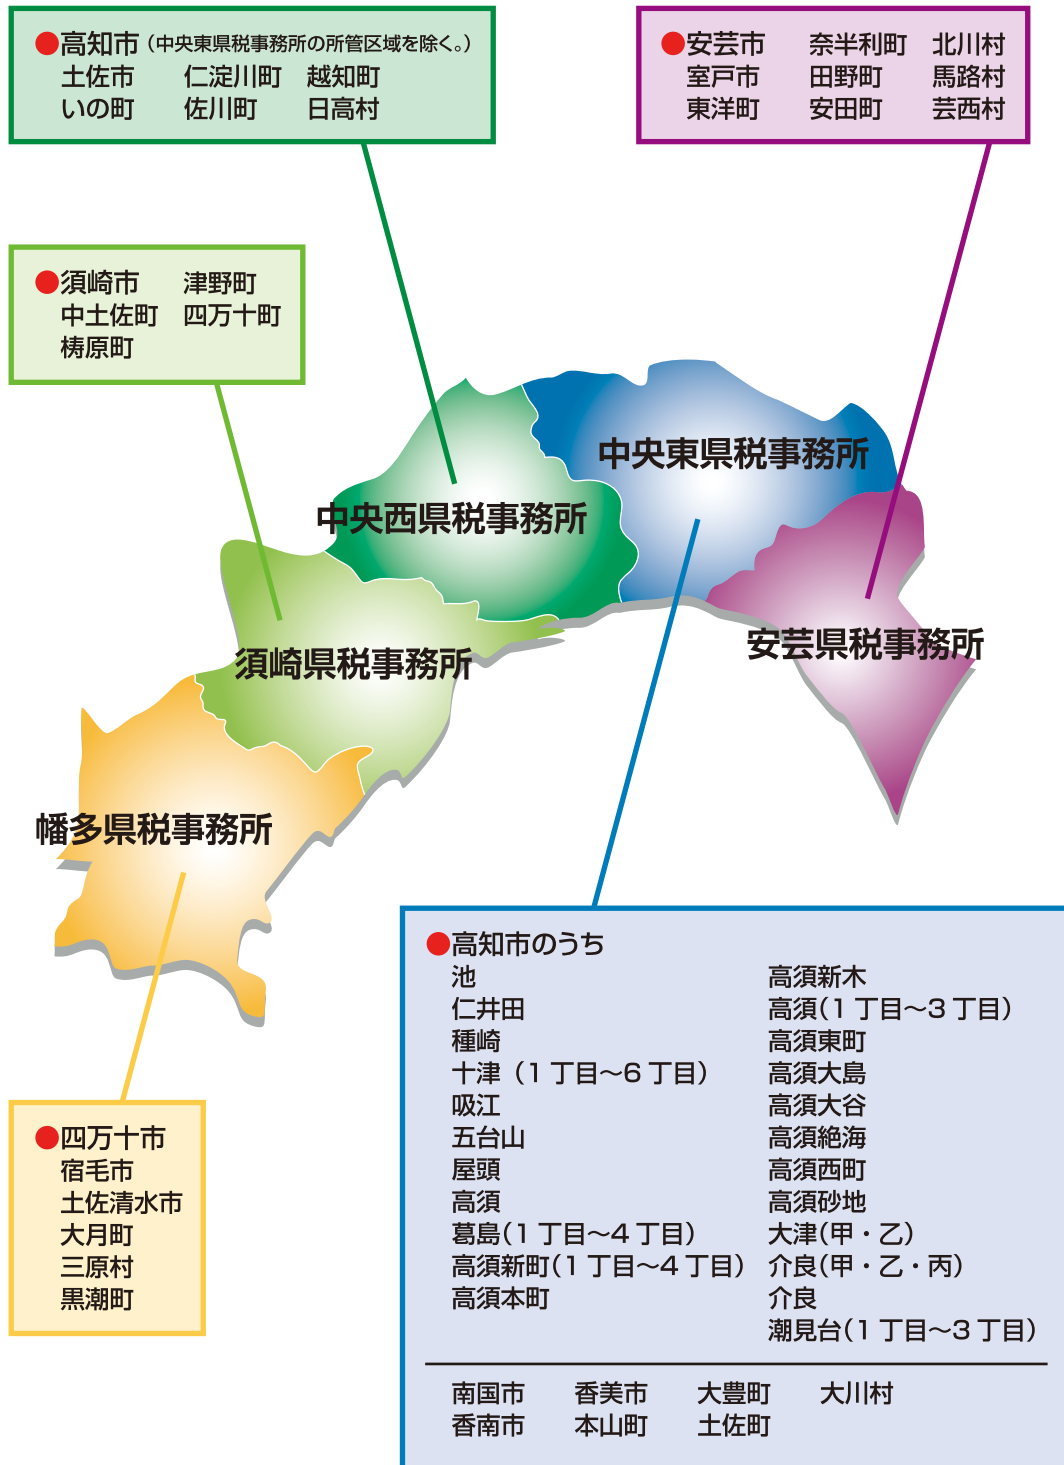 ●高知市（中央東県税事務所の所管区域を除く。）
土佐市 仁淀川町 越知町
いの町 佐川町 日高村
●安芸市 奈半利町 北川村
室戸市 田野町 馬路村
東洋町 安田町 芸西村
●須崎市 津野町
中土佐町 四万十町
梼原町
中央東県税事務所
中央西県税事務所
安芸県税事務所
須崎県税事務所
幡多県税事務所
●四万十市
宿毛市
土佐清水市
大月町
三原村
黒潮町
●高知市のうち
池
仁井田
種崎
十津（1丁目～6丁目）
吸江
五台山
屋頭
高須
葛島（1丁目～4丁目）
高須新町（1丁目～4丁目）
高須本町
高須新木
高須（1丁目～3丁目）
高須東町
高須大島
高須大谷
高須絶海
高須西町
高須砂地
大津（甲・乙）
介良（甲・乙・丙）
介良
潮見台（1丁目～3丁目）
南国市 香美市 大豊町 大川村
香南市 本山町 土佐町